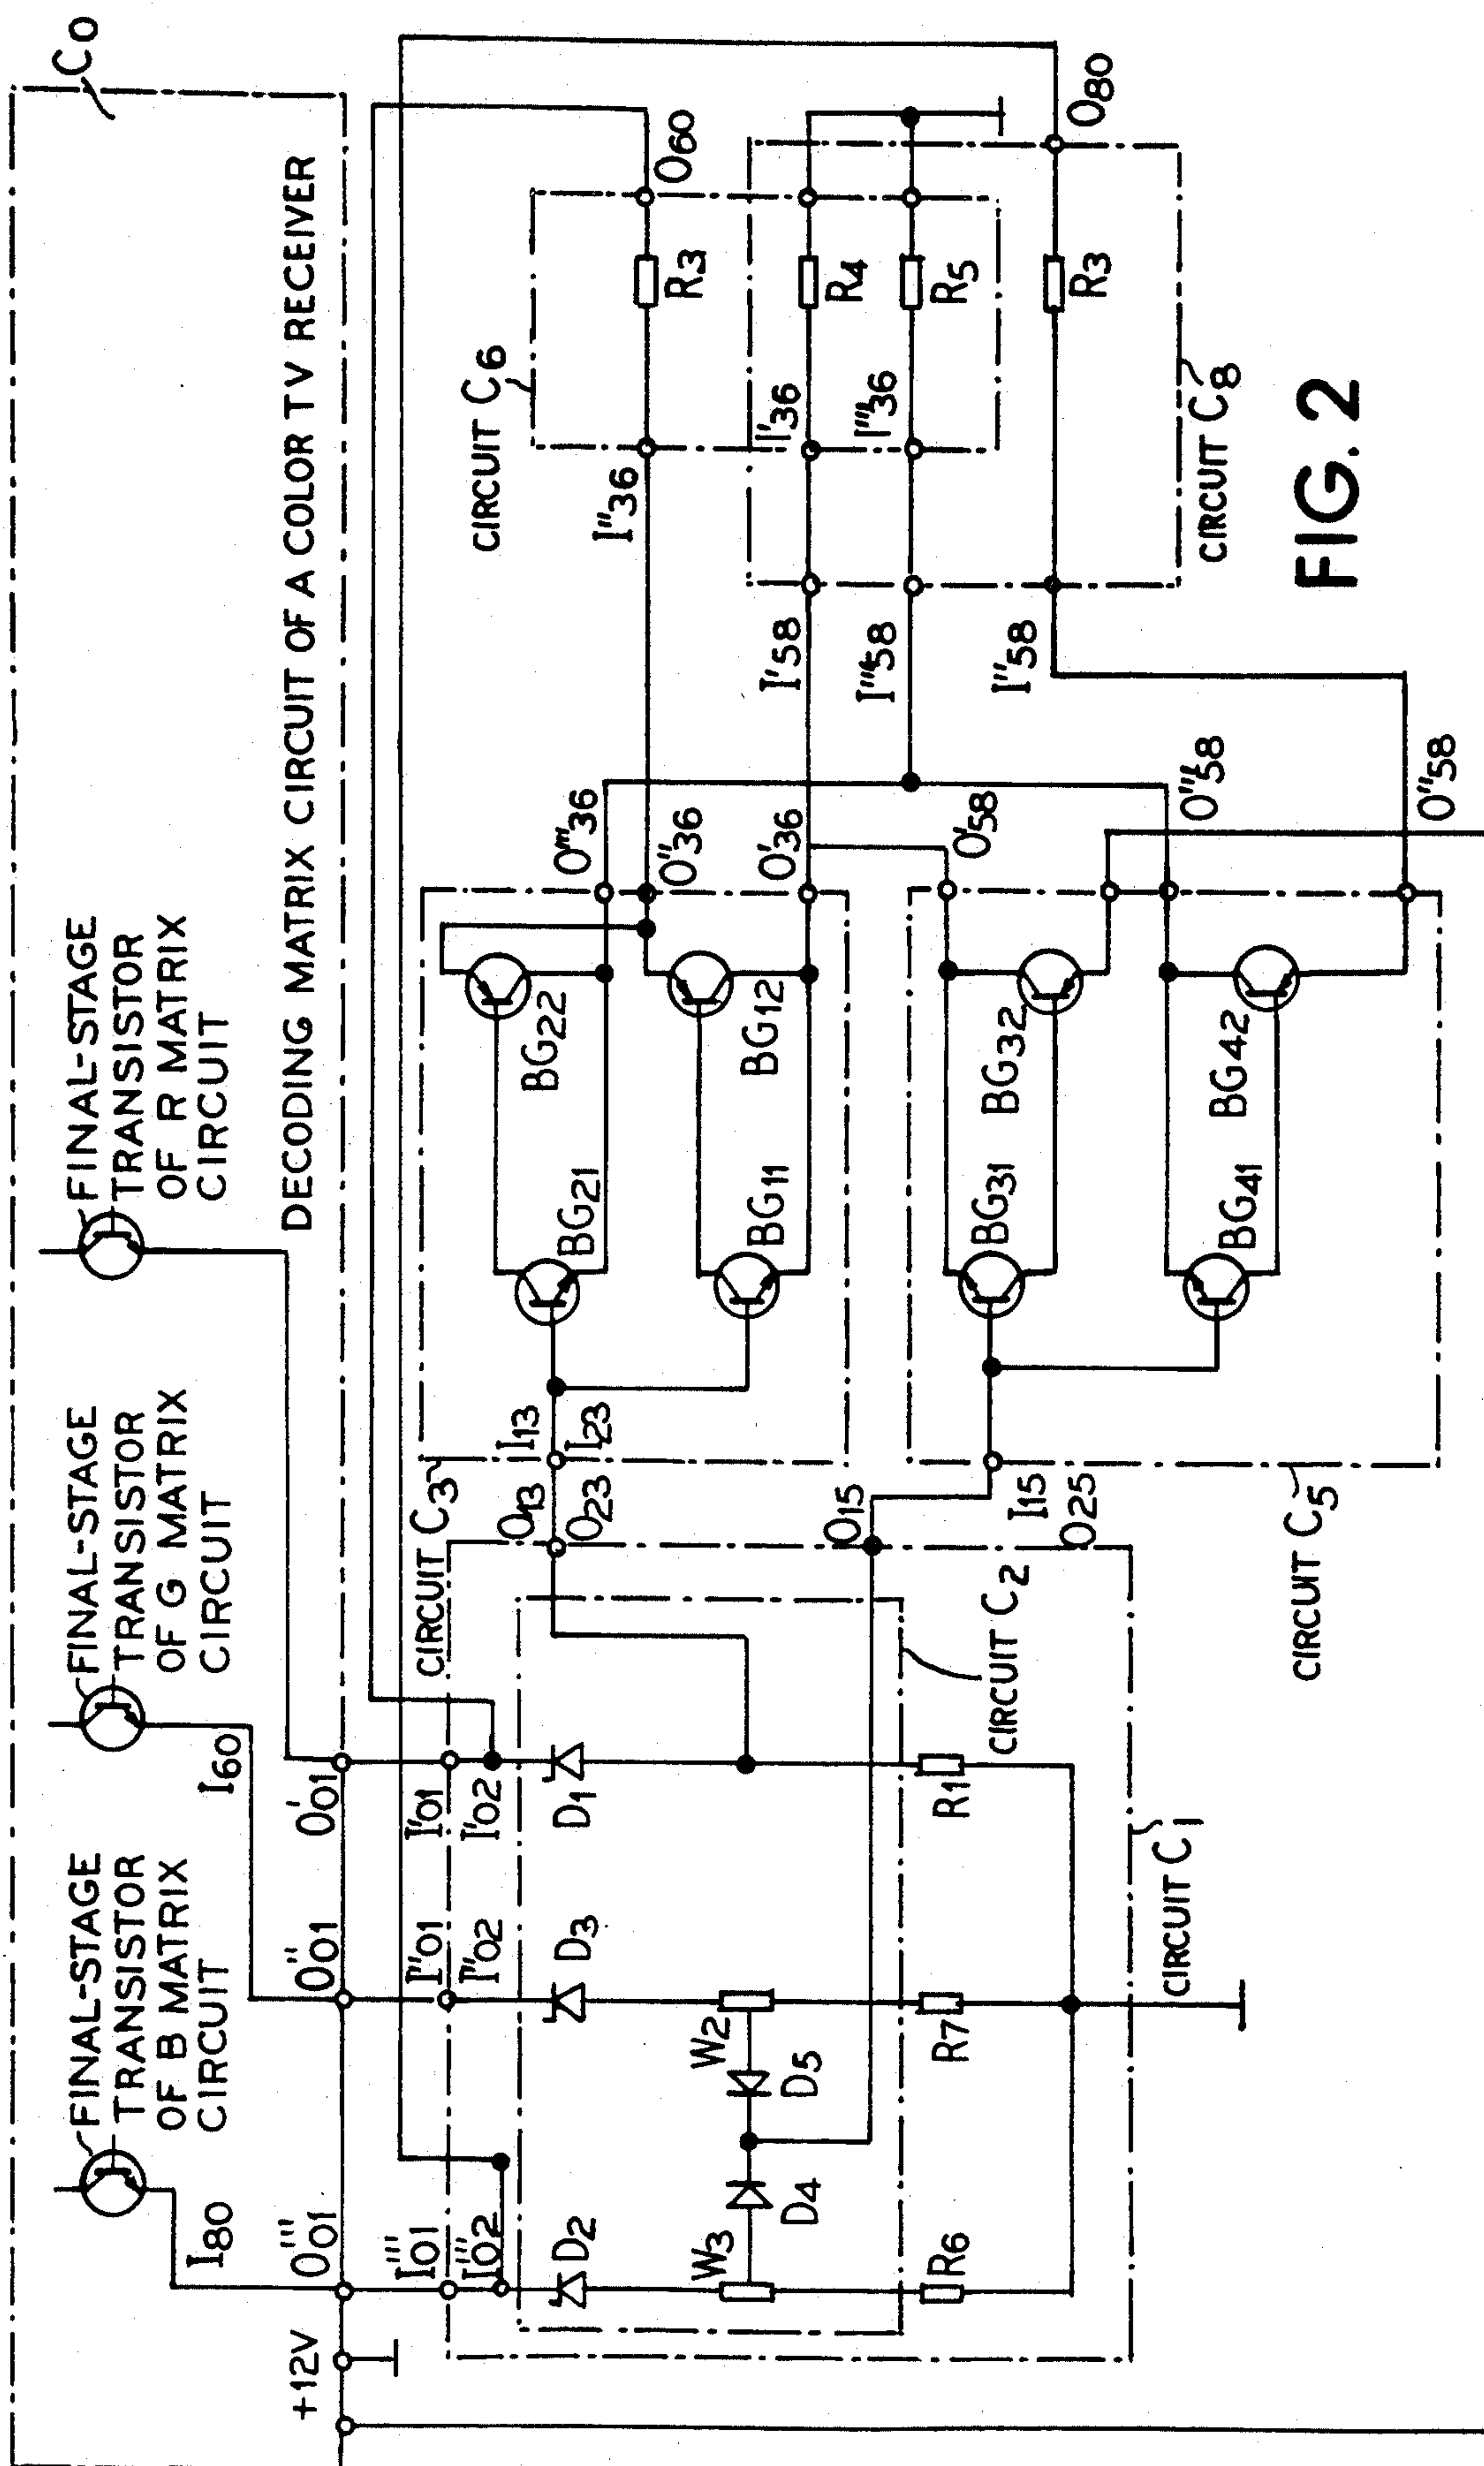 C0
DECODING MATRIX CIRCUIT OF A COLOR TV RECEIVER
FINAL-STAGE
TRANSISTOR
OF B MATRIX
CIRCUIT
FINAL-STAGE
TRANSISTOR
OF G MATRIX
CIRCUIT
FINAL-STAGE
TRANSISTOR
OF R MATRIX
CIRCUIT
+12V
I80
I60
O'''01
O''01
O'01
I'''01
I'''02
I''01
I''02
I'01
I'02
D2
D3
D1
W3
W2
D4
D5
R6
R7
R1
CIRCUIT C1
CIRCUIT C2
CIRCUIT C3
O13
O23
I13
I23
O15
I15
O25
CIRCUIT C5
BG21
BG22
BG11
BG12
BG31
BG32
BG41
BG42
O'''36
O''36
O'36
O'58
O'''58
O''58
I''36
I'58
I'''58
I''58
CIRCUIT C6
I'36
I'''36
R3
R4
R5
R3
O60
O80
CIRCUIT C8
FIG. 2